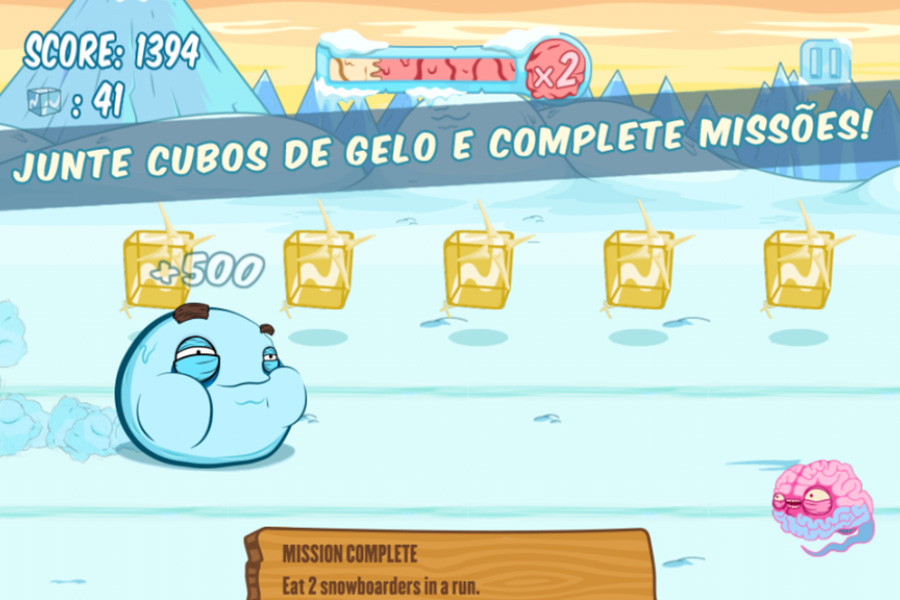 SCORE: 1394
: 41
x2
JUNTE CUBOS DE GELO E COMPLETE MISSÕES!
+500
MISSION COMPLETE
Eat 2 snowboarders in a run.